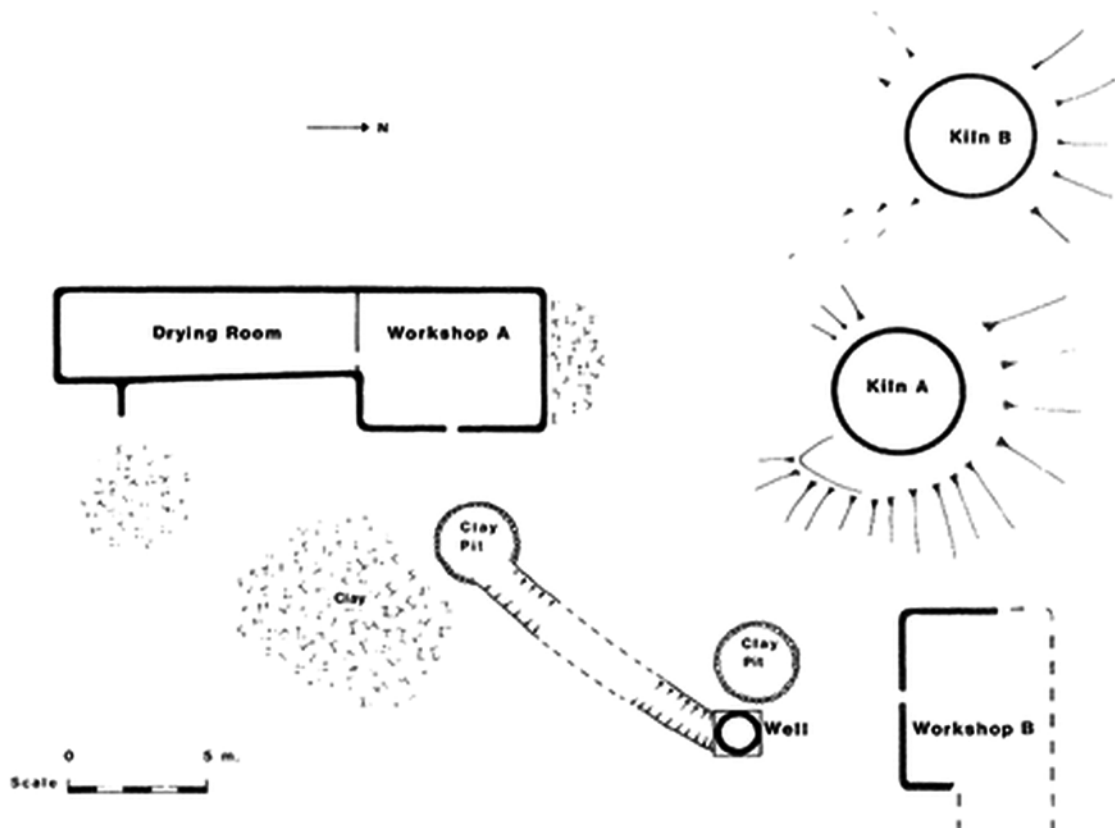 Kiln B
N
Drying Room
Workshop A
Kiln A
Clay
Pit
Clay
Clay
Pit
Well
Workshop B
0 5 m.
Scale